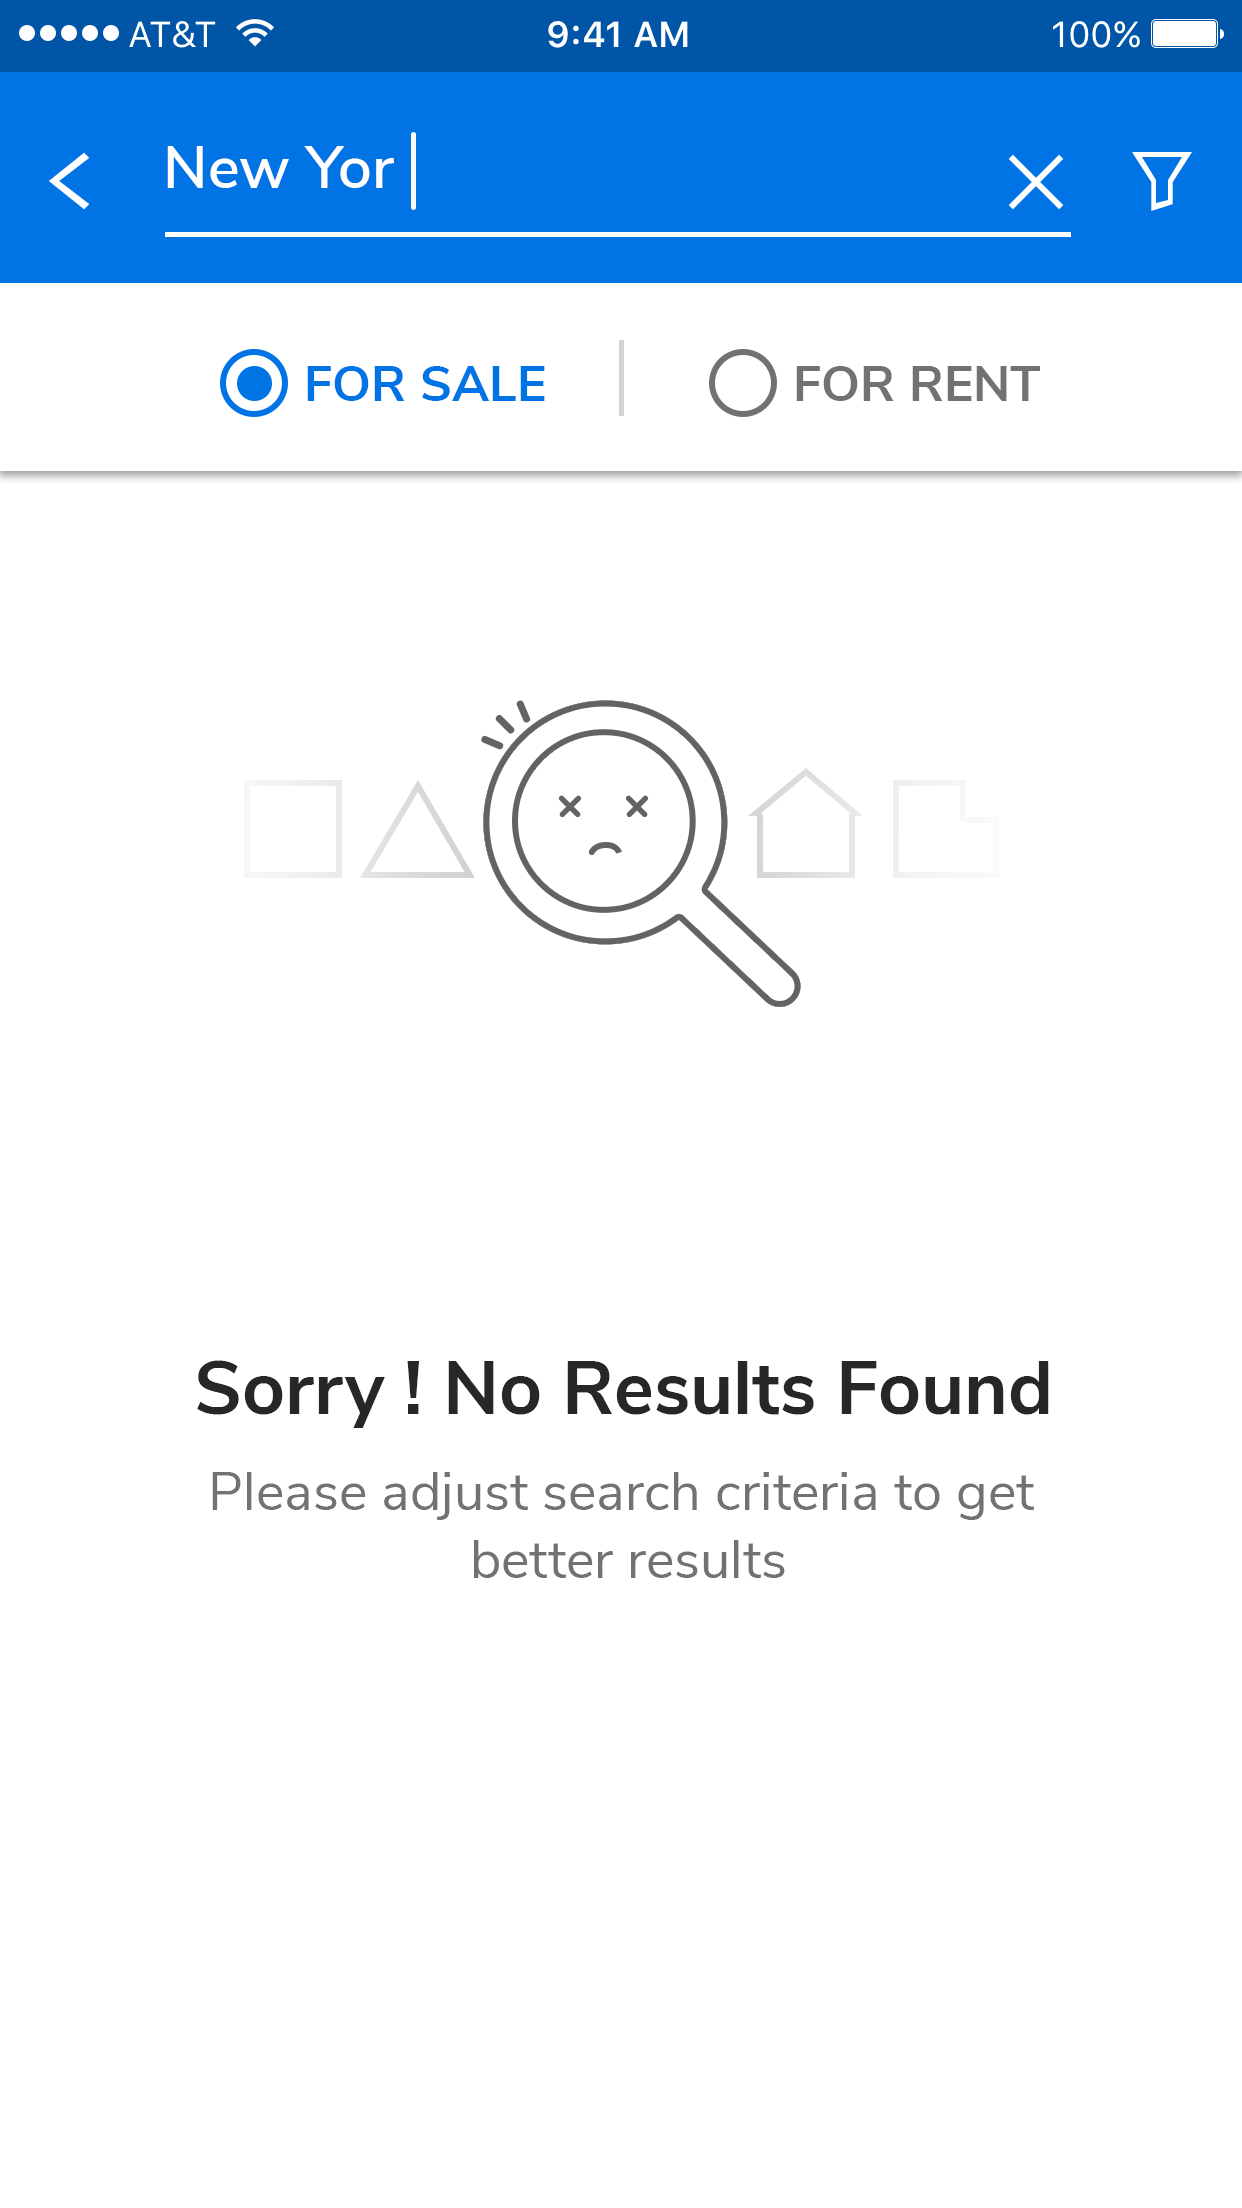 AT&T 9:41 AM 100%
New Yor
FOR SALE FOR RENT
Sorry ! No Results Found
Please adjust search criteria to get
better results